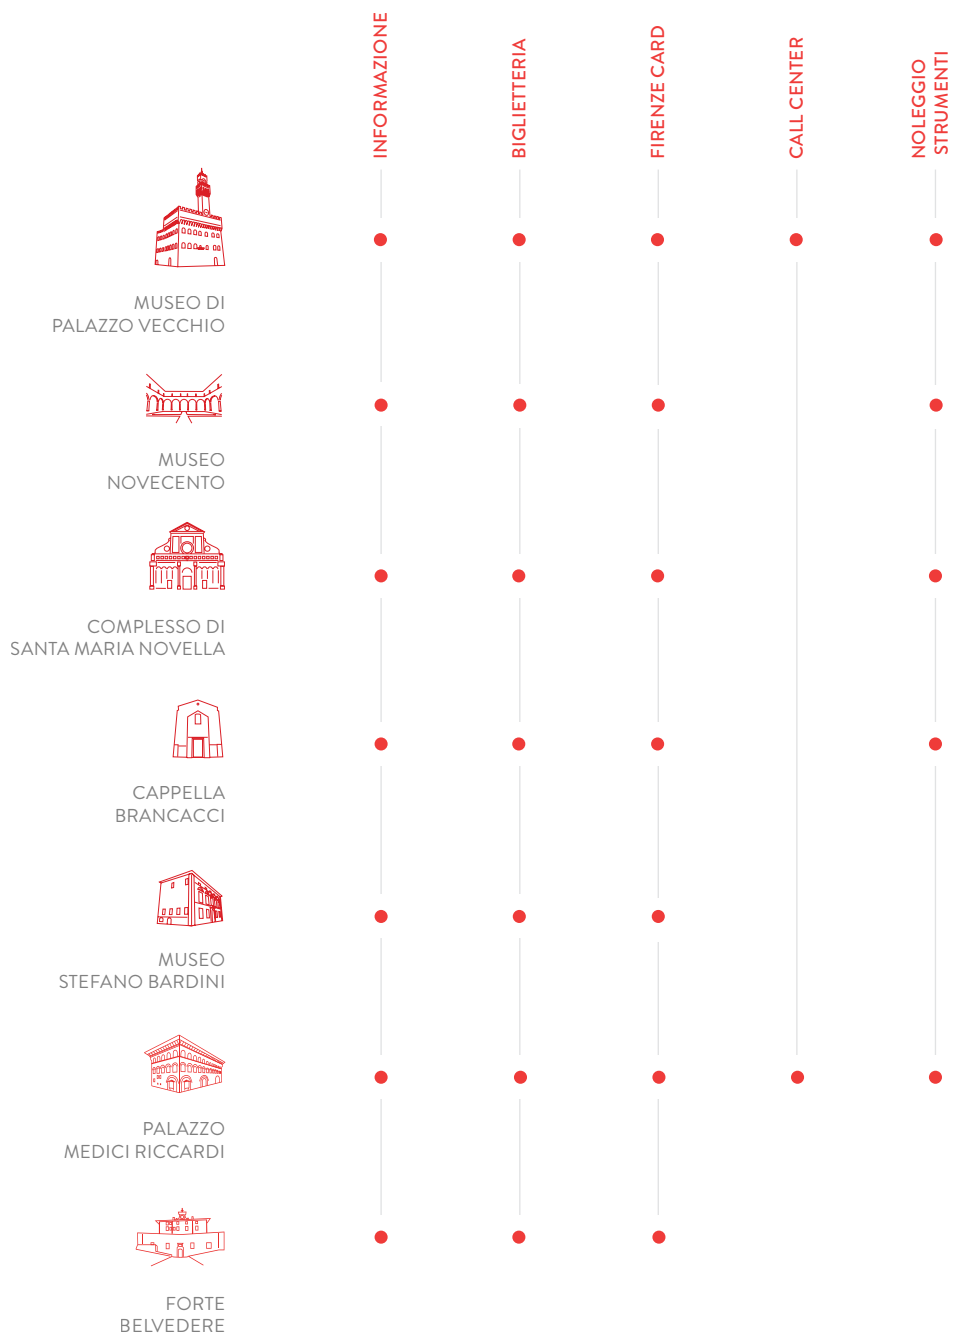 INFORMAZIONE
BIGLIETTERIA
FIRENZE CARD
CALL CENTER
NOLEGGIO
STRUMENTI
MUSEO DI
PALAZZO VECCHIO
MUSEO
NOVECENTO
COMPLESSO DI
SANTA MARIA NOVELLA
CAPPELLA
BRANCACCI
MUSEO
STEFANO BARDINI
PALAZZO
MEDICI RICCARDI
FORTE
BELVEDERE